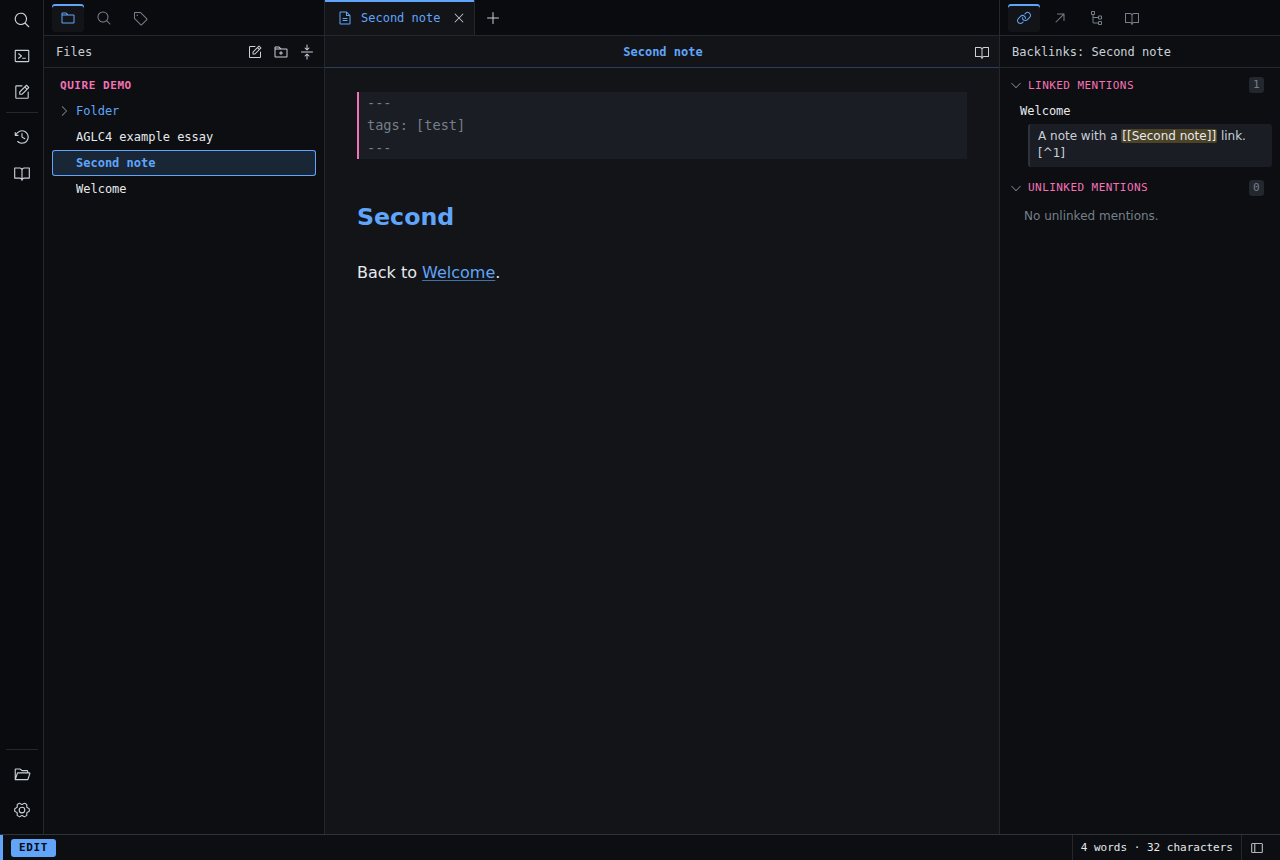 Second note
Files
Second note
Backlinks: Second note
QUIRE DEMO
Folder
AGLC4 example essay
Second note
Welcome
---
tags: [test]
---
Second
Back to Welcome.
LINKED MENTIONS 1
Welcome
A note with a [[Second note]] link.
[^1]
UNLINKED MENTIONS 0
No unlinked mentions.
EDIT
4 words · 32 characters